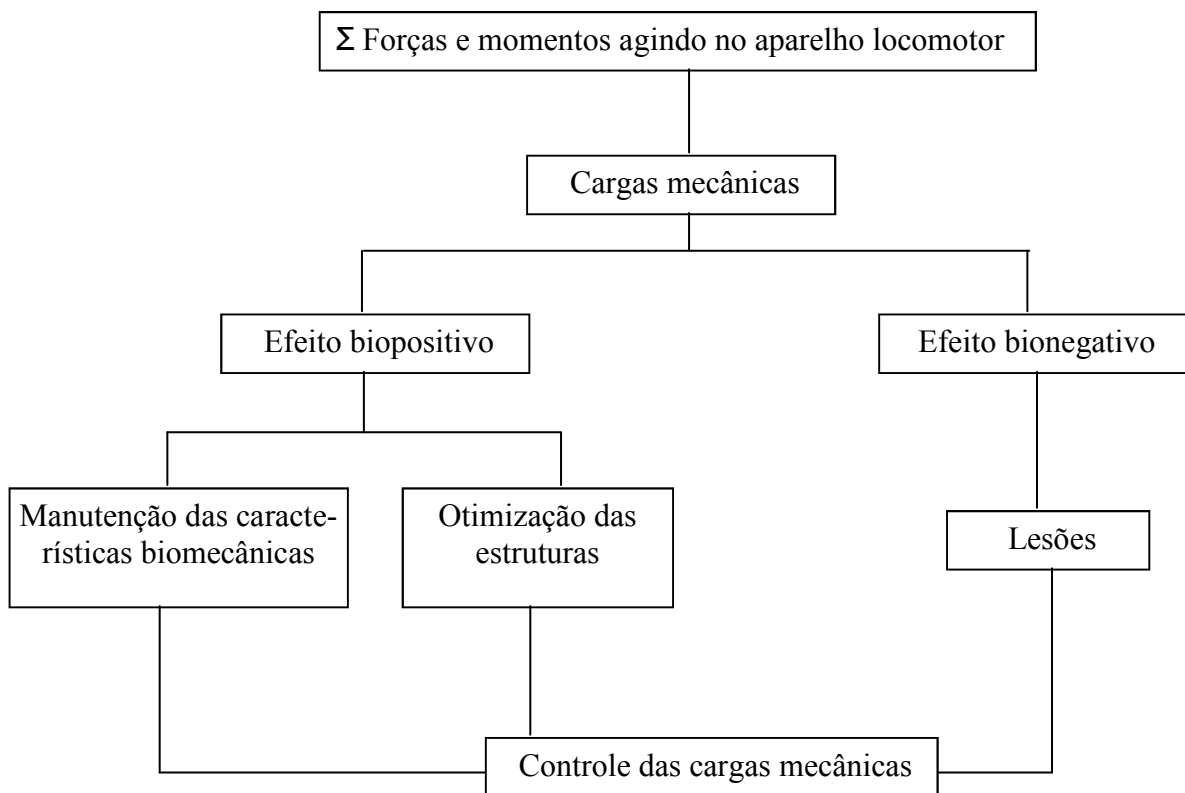 Σ Forças e momentos agindo no aparelho locomotor
Cargas mecânicas
Efeito biopositivo
Efeito bionegativo
Manutenção das caracte-
rísticas biomecânicas
Otimização das
estruturas
Lesões
Controle das cargas mecânicas